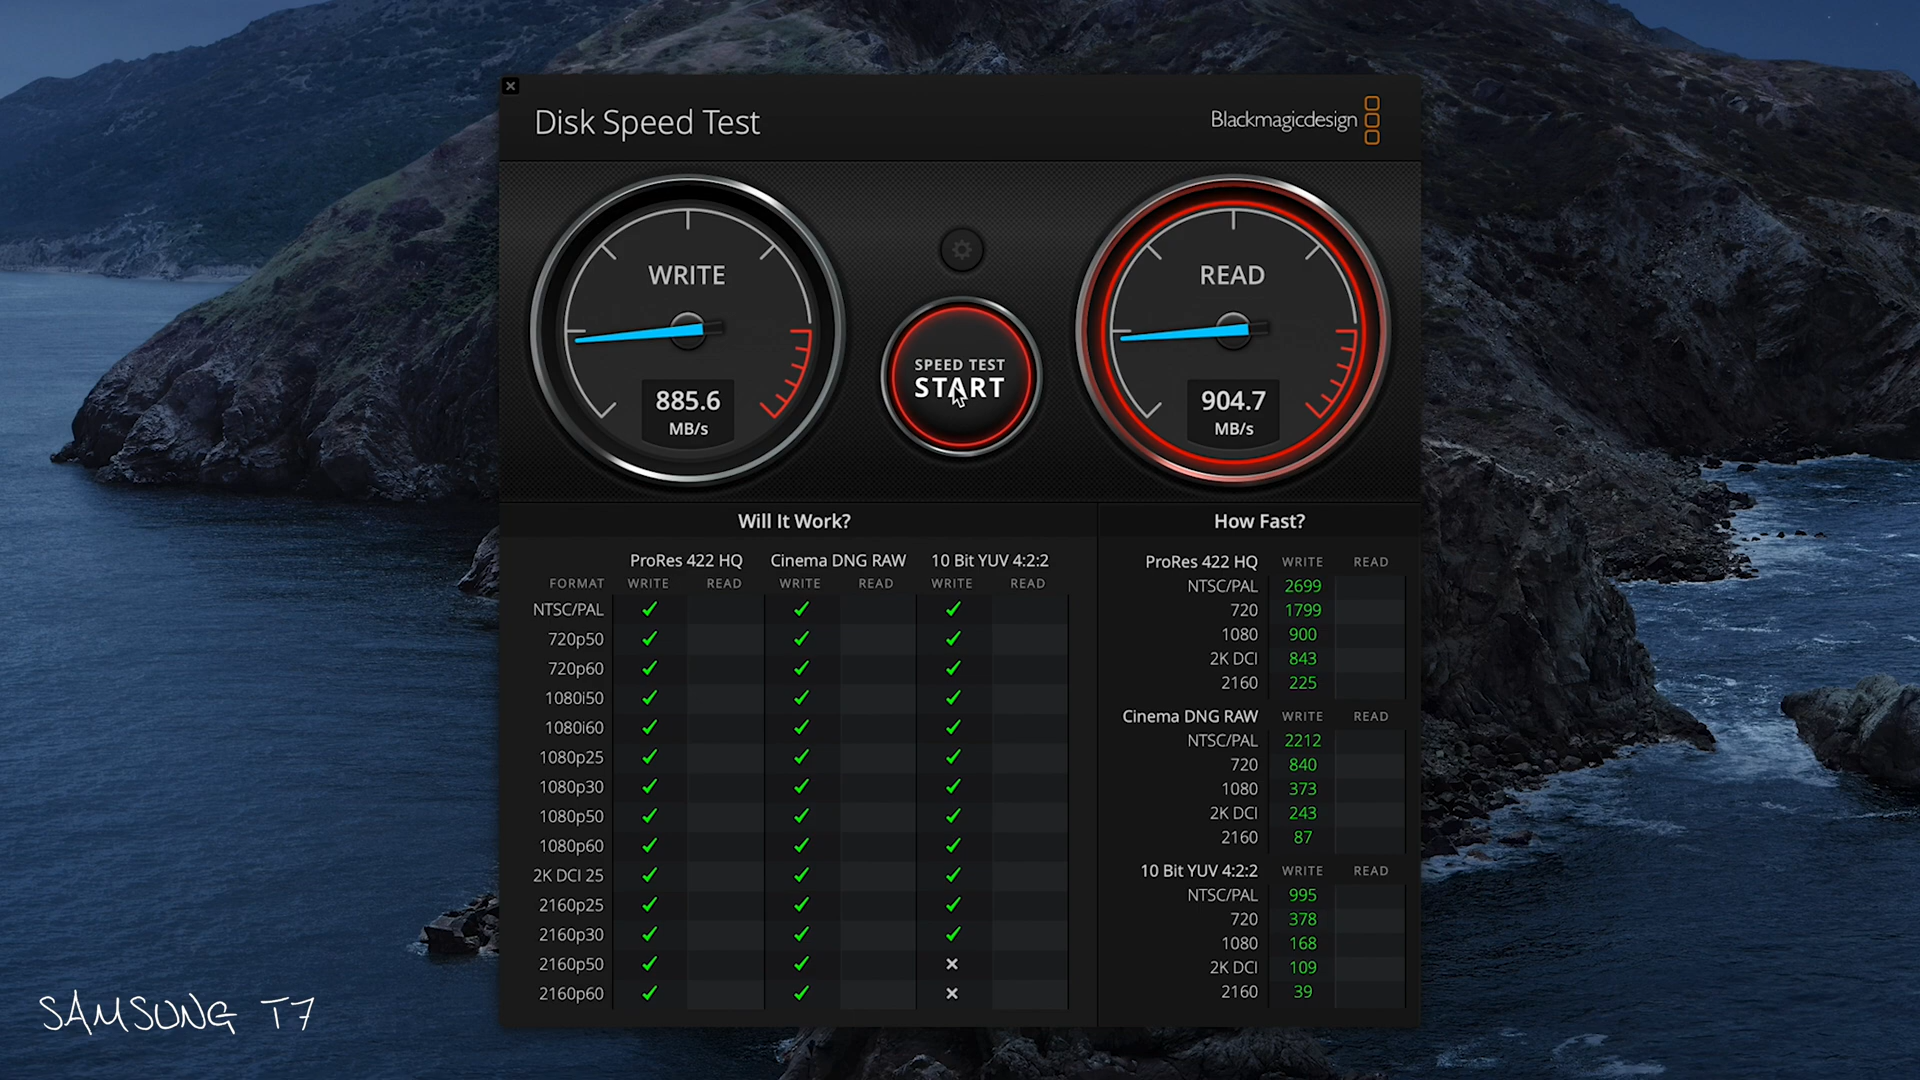 Disk Speed Test
Blackmagicdesign
WRITE
885.6
MB/s
SPEED TEST
START
READ
904.7
MB/s
Will It Work?
ProRes 422 HQ Cinema DNG RAW 10 Bit YUV 4:2:2
FORMAT WRITE READ WRITE READ WRITE READ
NTSC/PAL ✓ ✓ ✓
720p50 ✓ ✓ ✓
720p60 ✓ ✓ ✓
1080i50 ✓ ✓ ✓
1080i60 ✓ ✓ ✓
1080p25 ✓ ✓ ✓
1080p30 ✓ ✓ ✓
1080p50 ✓ ✓ ✓
1080p60 ✓ ✓ ✓
2K DCI 25 ✓ ✓ ✓
2160p25 ✓ ✓ ✓
2160p30 ✓ ✓ ✓
2160p50 ✓ ✓ ×
2160p60 ✓ ✓ ×
How Fast?
ProRes 422 HQ WRITE READ
NTSC/PAL 2699
720 1799
1080 900
2K DCI 843
2160 225
Cinema DNG RAW WRITE READ
NTSC/PAL 2212
720 840
1080 373
2K DCI 243
2160 87
10 Bit YUV 4:2:2 WRITE READ
NTSC/PAL 995
720 378
1080 168
2K DCI 109
2160 39
SAMSUNG T7